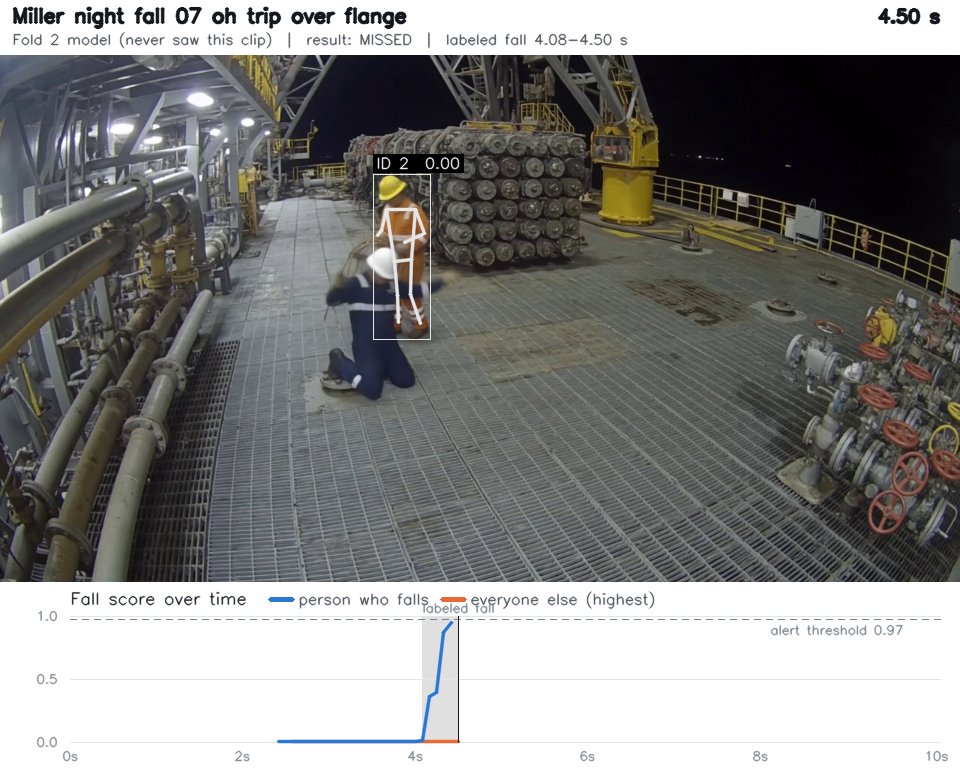 Miller night fall 07 oh trip over flange
4.50 s
Fold 2 model (never saw this clip) | result: MISSED | labeled fall 4.08–4.50 s
ID 2 0.00
Fall score over time
person who falls
everyone else (highest)
labeled fall
1.0
alert threshold 0.97
0.5
0.0
0s 2s 4s 6s 8s 10s